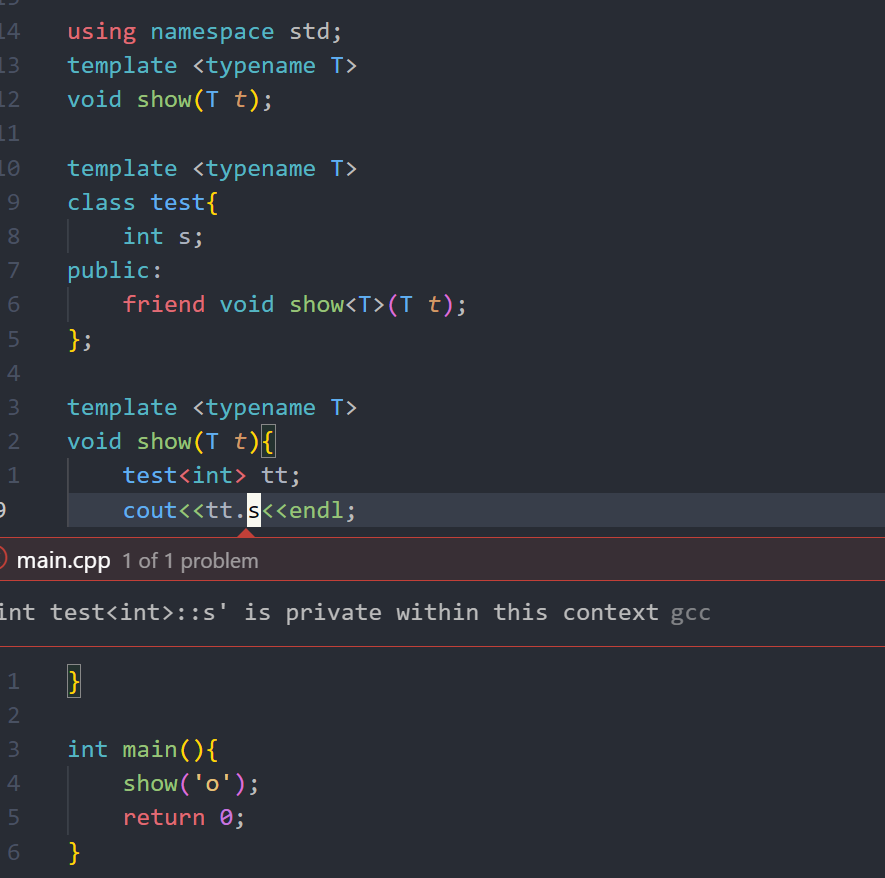 14 using namespace std;
13 template <typename T>
12 void show(T t);
11
10 template <typename T>
9 class test{
8 int s;
7 public:
6 friend void show<T>(T t);
5 };
4
3 template <typename T>
2 void show(T t){
1 test<int> tt;
9 cout<<tt.s<<endl;
main.cpp 1 of 1 problem
int test<int>::s' is private within this context gcc
1 }
2
3 int main(){
4 show('o');
5 return 0;
6 }